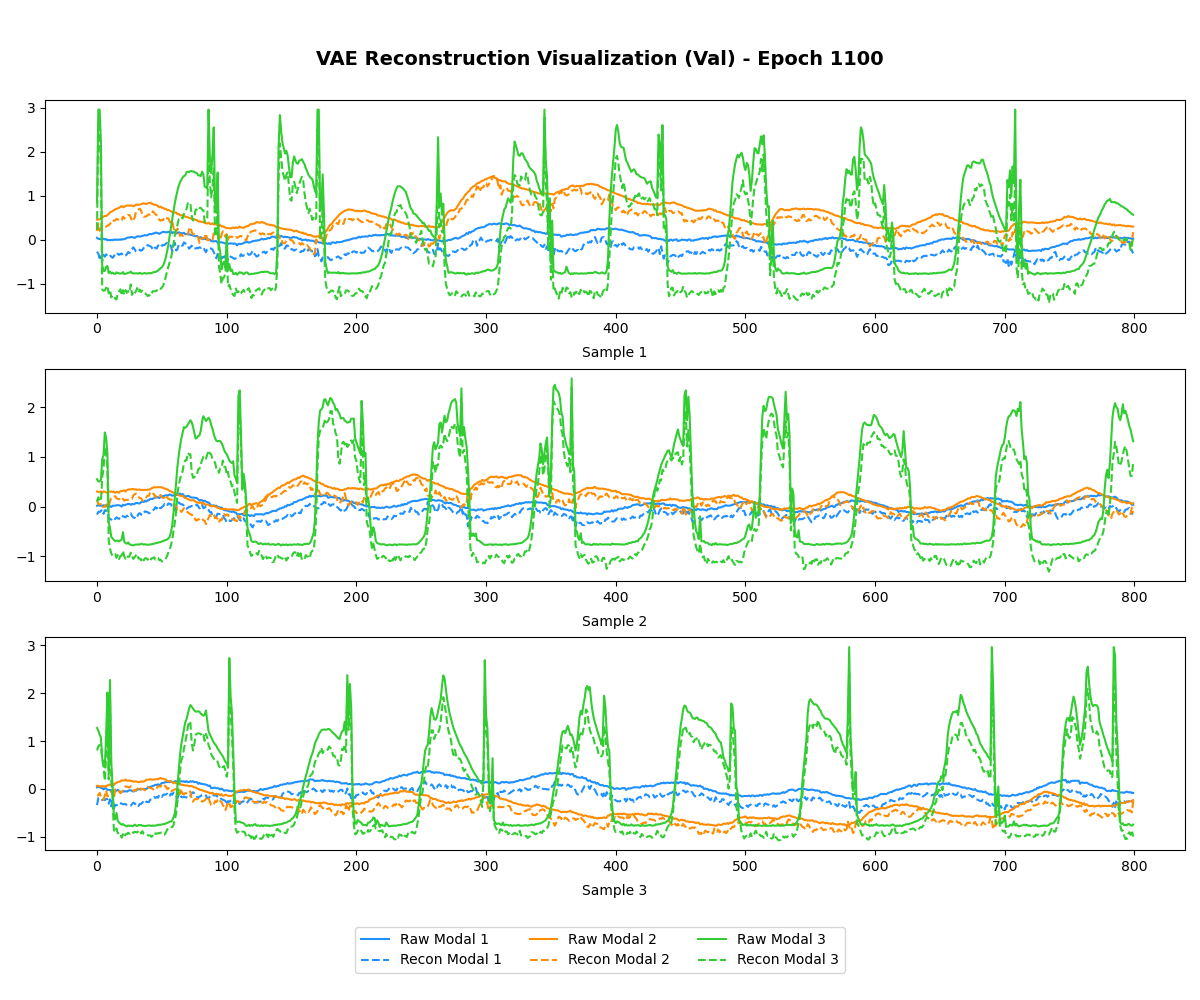 VAE Reconstruction Visualization (Val) - Epoch 1100
3
2
1
0
−1
0 100 200 300 400 500 600 700 800
Sample 1
2
1
0
−1
0 100 200 300 400 500 600 700 800
Sample 2
3
2
1
0
−1
0 100 200 300 400 500 600 700 800
Sample 3
Raw Modal 1 Raw Modal 2 Raw Modal 3
Recon Modal 1 Recon Modal 2 Recon Modal 3